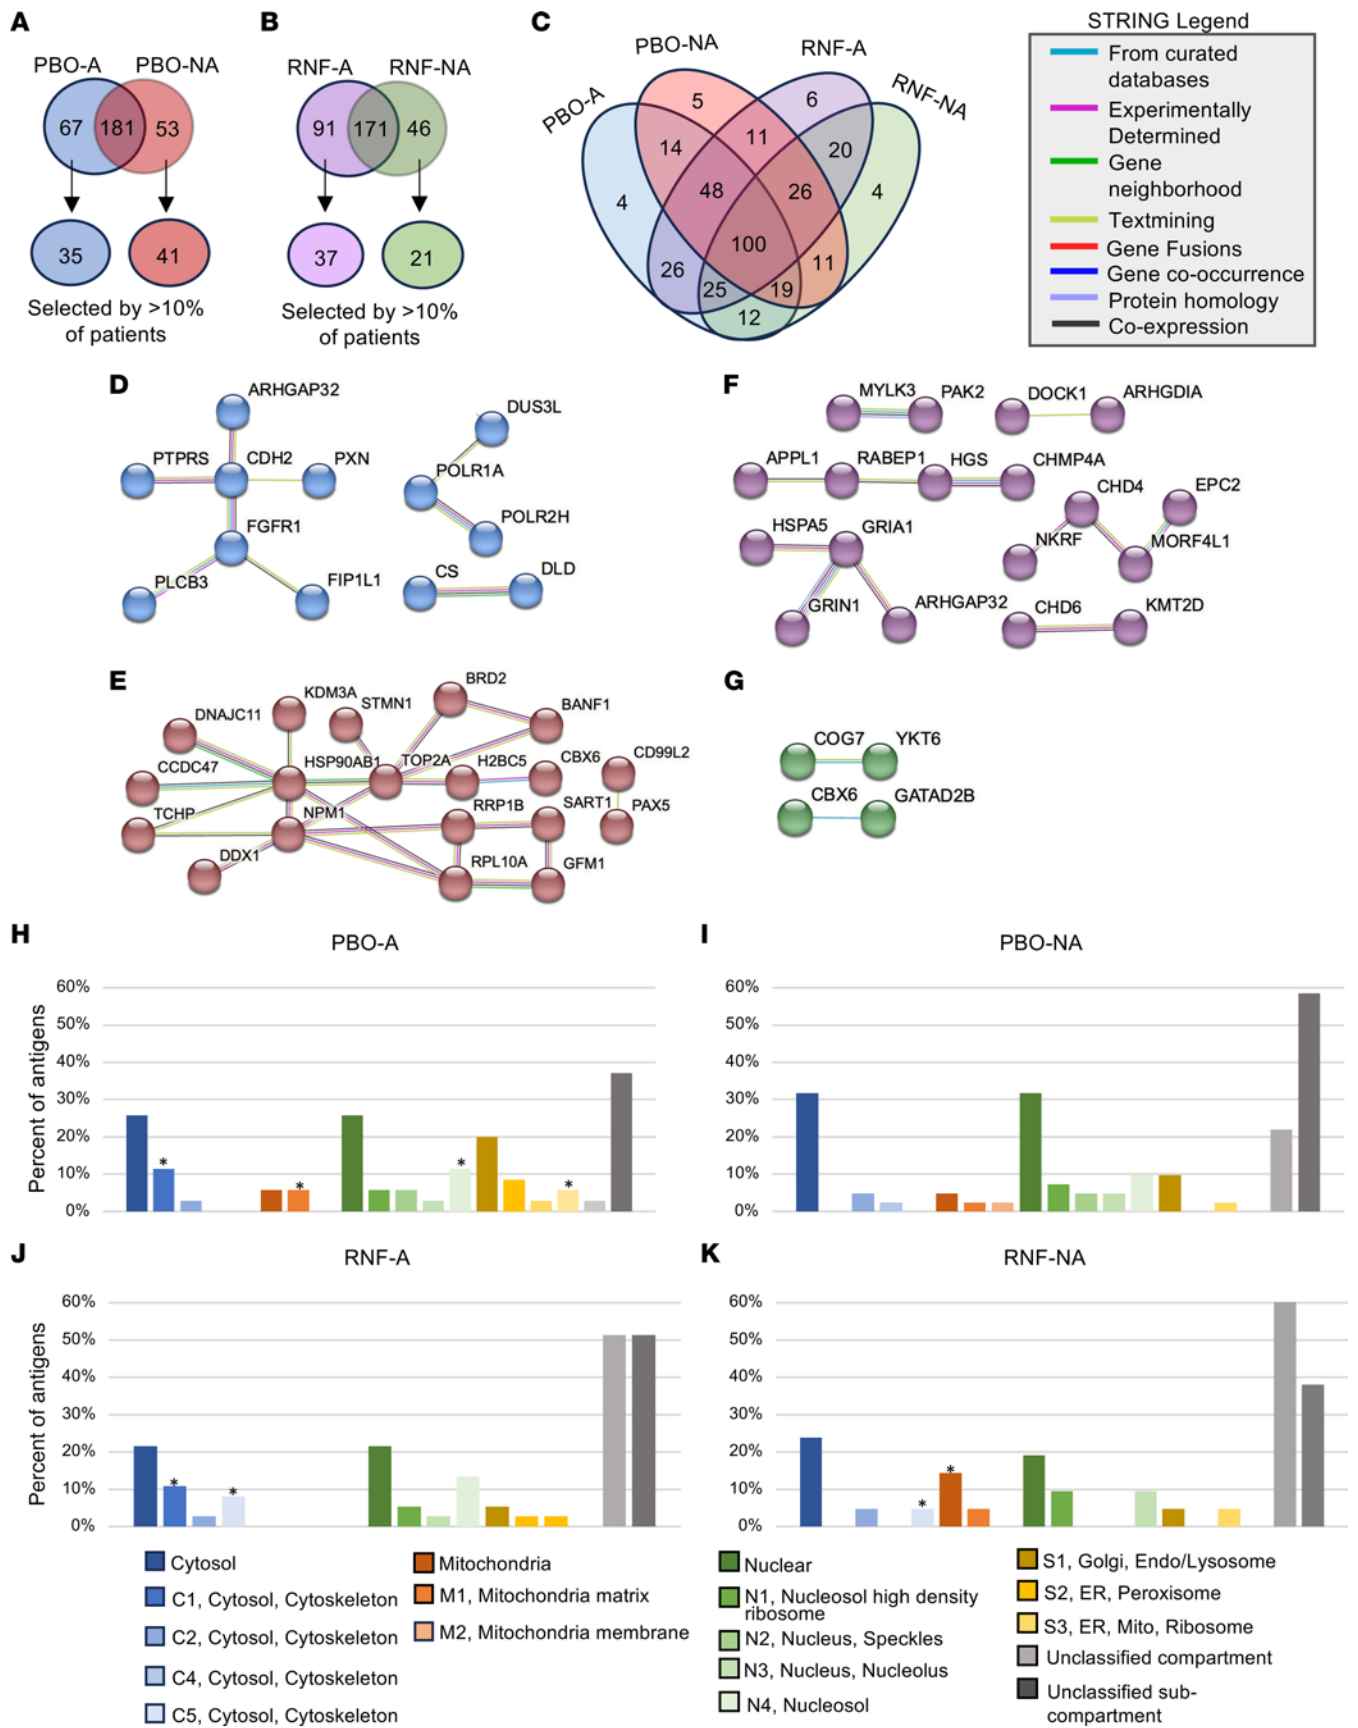 A
PBO-A
PBO-NA
67
181
53
35
41
Selected by >10%
of patients
B
RNF-A
RNF-NA
91
171
46
37
21
Selected by >10%
of patients
C
PBO-A
PBO-NA
RNF-A
RNF-NA
5
6
14
11
20
4
48
26
4
100
26
25
19
11
12
STRING Legend
From curated
databases
Experimentally
Determined
Gene
neighborhood
Textmining
Gene Fusions
Gene co-occurrence
Protein homology
Co-expression
D
ARHGAP32
PTPRS
CDH2
PXN
FGFR1
PLCB3
FIP1L1
DUS3L
POLR1A
POLR2H
CS
DLD
F
MYLK3
PAK2
DOCK1
ARHGDIA
APPL1
RABEP1
HGS
CHMP4A
CHD4
EPC2
HSPA5
GRIA1
NKRF
MORF4L1
GRIN1
ARHGAP32
CHD6
KMT2D
E
KDM3A
STMN1
BRD2
BANF1
DNAJC11
CCDC47
HSP90AB1
TOP2A
H2BC5
CBX6
CD99L2
TCHP
NPM1
RRP1B
SART1
PAX5
DDX1
RPL10A
GFM1
G
COG7
YKT6
CBX6
GATAD2B
H
PBO-A
Percent of antigens
60%
50%
40%
30%
20%
10%
0%
*
*
*
*
I
PBO-NA
60%
50%
40%
30%
20%
10%
0%
J
RNF-A
Percent of antigens
60%
50%
40%
30%
20%
10%
0%
*
*
K
RNF-NA
60%
50%
40%
30%
20%
10%
0%
*
*
Cytosol
C1, Cytosol, Cytoskeleton
C2, Cytosol, Cytoskeleton
C4, Cytosol, Cytoskeleton
C5, Cytosol, Cytoskeleton
Mitochondria
M1, Mitochondria matrix
M2, Mitochondria membrane
Nuclear
N1, Nucleosol high density
ribosome
N2, Nucleus, Speckles
N3, Nucleus, Nucleolus
N4, Nucleosol
S1, Golgi, Endo/Lysosome
S2, ER, Peroxisome
S3, ER, Mito, Ribosome
Unclassified compartment
Unclassified sub-
compartment